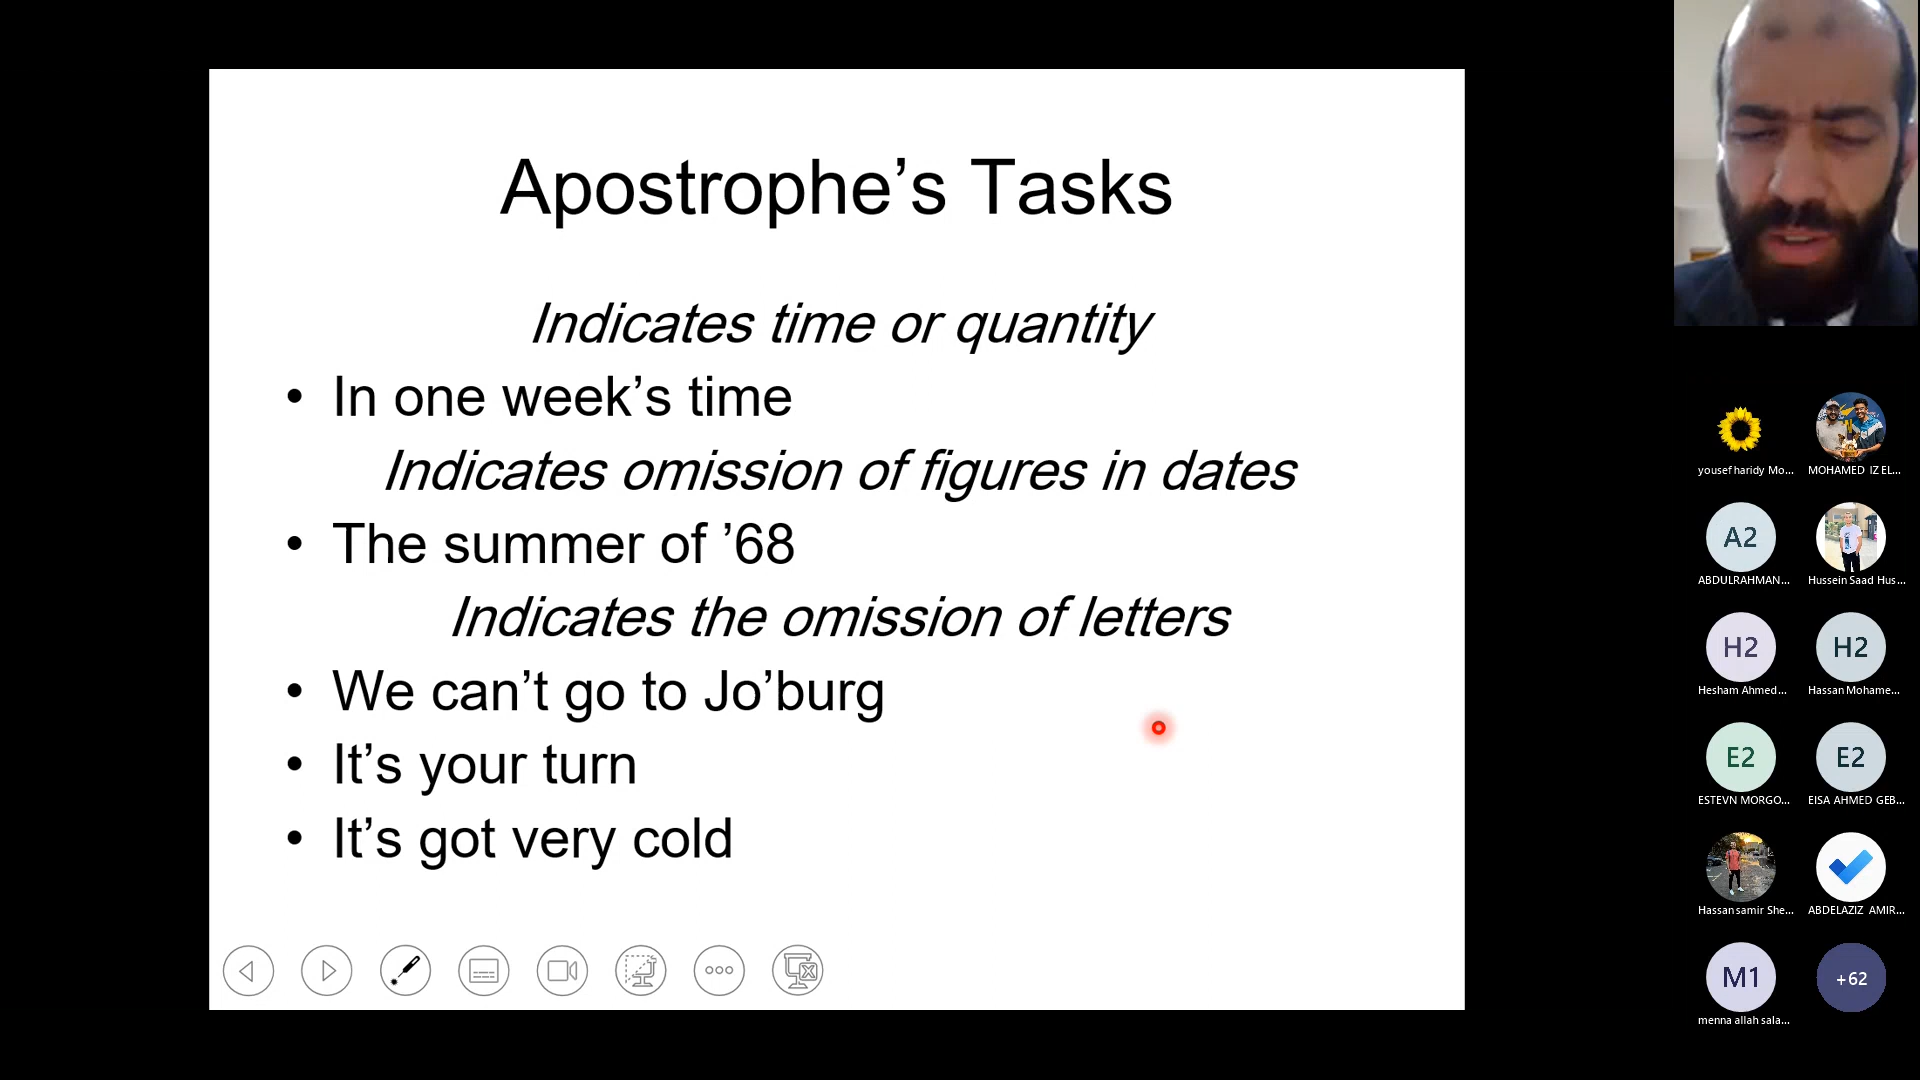 Apostrophe’s Tasks
Indicates time or quantity
• In one week’s time
Indicates omission of figures in dates
• The summer of ’68
Indicates the omission of letters
• We can’t go to Jo’burg
• It’s your turn
• It’s got very cold
yousef haridy Mo...
MOHAMED IZ EL...
A2
ABDULRAHMAN...
Hussein Saad Hus...
H2
H2
Hesham Ahmed...
Hassan Mohame...
E2
E2
ESTEVN MORGO...
EISA AHMED GEB...
Hassan samir She...
ABDELAZIZ AMIR...
M1
+62
menna allah sala...